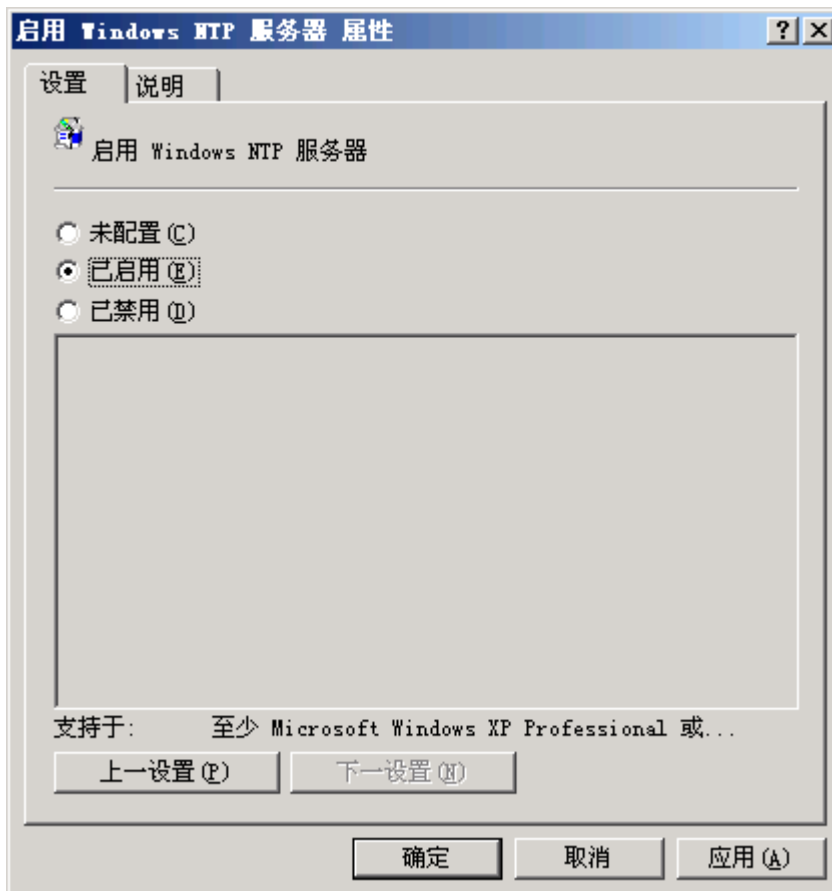 启用 Windows NTP 服务器 属性
设置 说明
启用 Windows NTP 服务器
未配置(C)
已启用(E)
已禁用(D)
支持于: 至少 Microsoft Windows XP Professional 或...
上一设置(P) 下一设置(N)
确定 取消 应用(A)